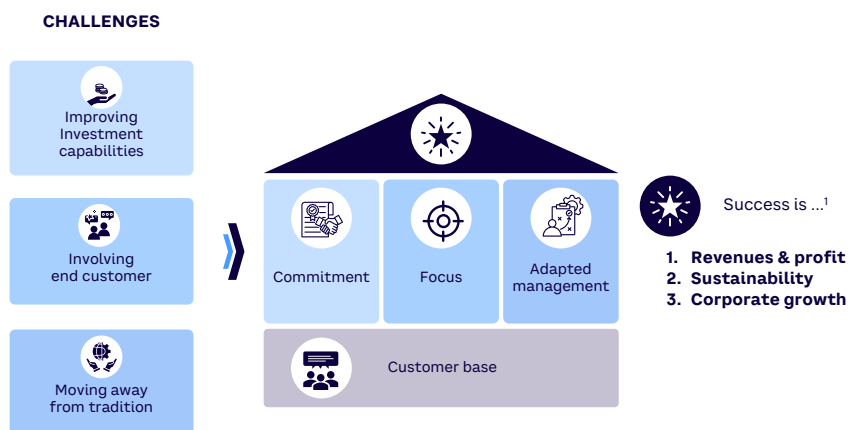 CHALLENGES
Improving
Investment
capabilities
Involving
end customer
Moving away
from tradition
Commitment
Focus
Adapted
management
Customer base
Success is ...¹
1. Revenues & profit
2. Sustainability
3. Corporate growth